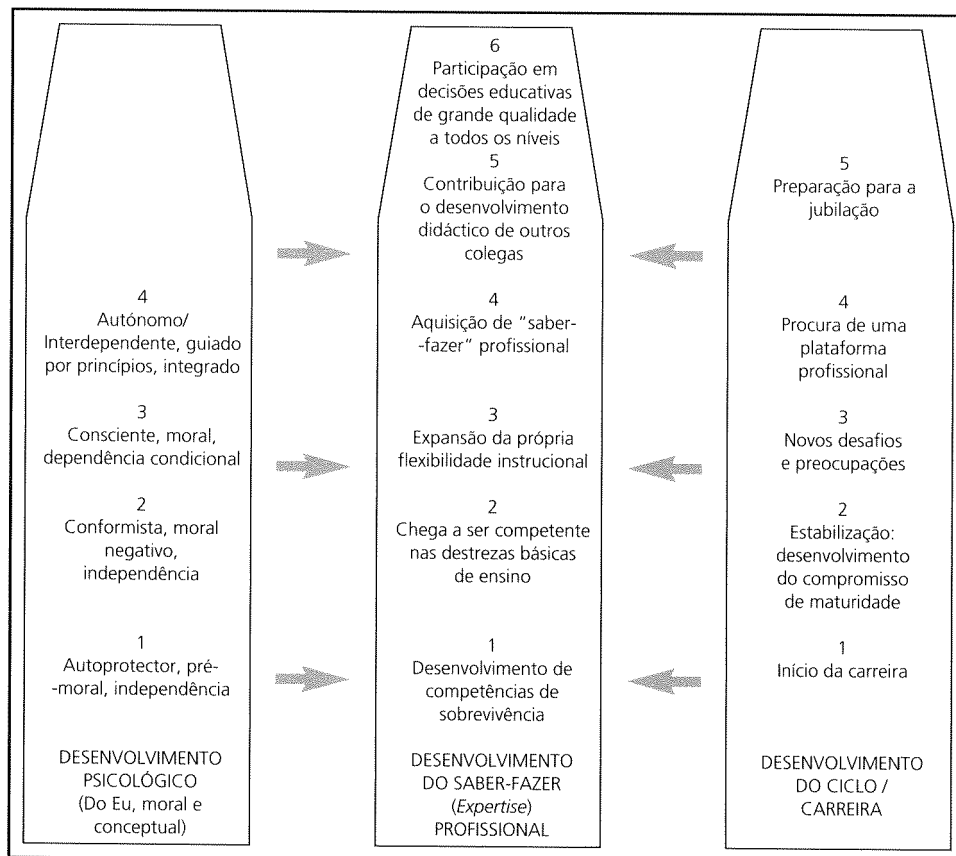 4
Autónomo/
Interdependente, guiado
por princípios, integrado
3
Consciente, moral,
dependência condicional
2
Conformista, moral
negativo,
independência
1
Autoprotector, pré-
-moral, independência
DESENVOLVIMENTO
PSICOLÓGICO
(Do Eu, moral e
conceptual)
6
Participação em
decisões educativas
de grande qualidade
a todos os níveis
5
Contribuição para
o desenvolvimento
didáctico de outros
colegas
4
Aquisição de “saber-
-fazer” profissional
3
Expansão da própria
flexibilidade instrucional
2
Chega a ser competente
nas destrezas básicas
de ensino
1
Desenvolvimento de
competências de
sobrevivência
DESENVOLVIMENTO
DO SABER-FAZER
(Expertise)
PROFISSIONAL
5
Preparação para a
jubilação
4
Procura de uma
plataforma
profissional
3
Novos desafios
e preocupações
2
Estabilização:
desenvolvimento
do compromisso
de maturidade
1
Início da carreira
DESENVOLVIMENTO
DO CICLO /
CARREIRA